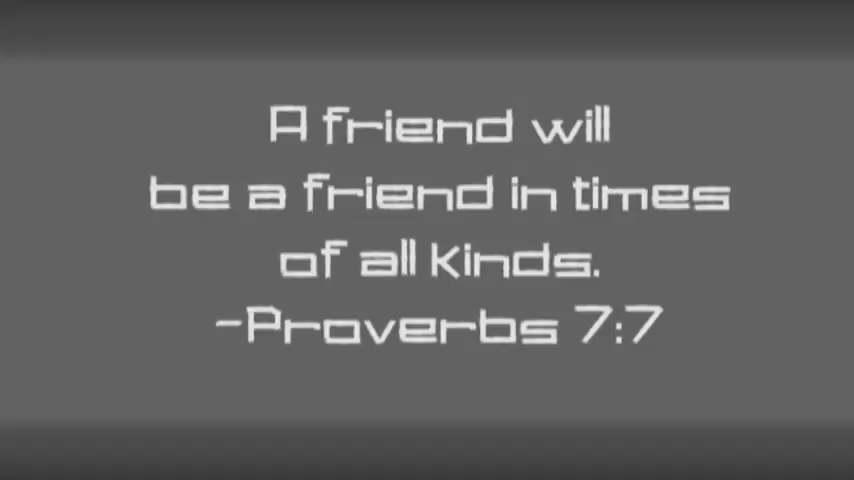 A friend will
be a friend in times
of all kinds.
-Proverbs 7:7